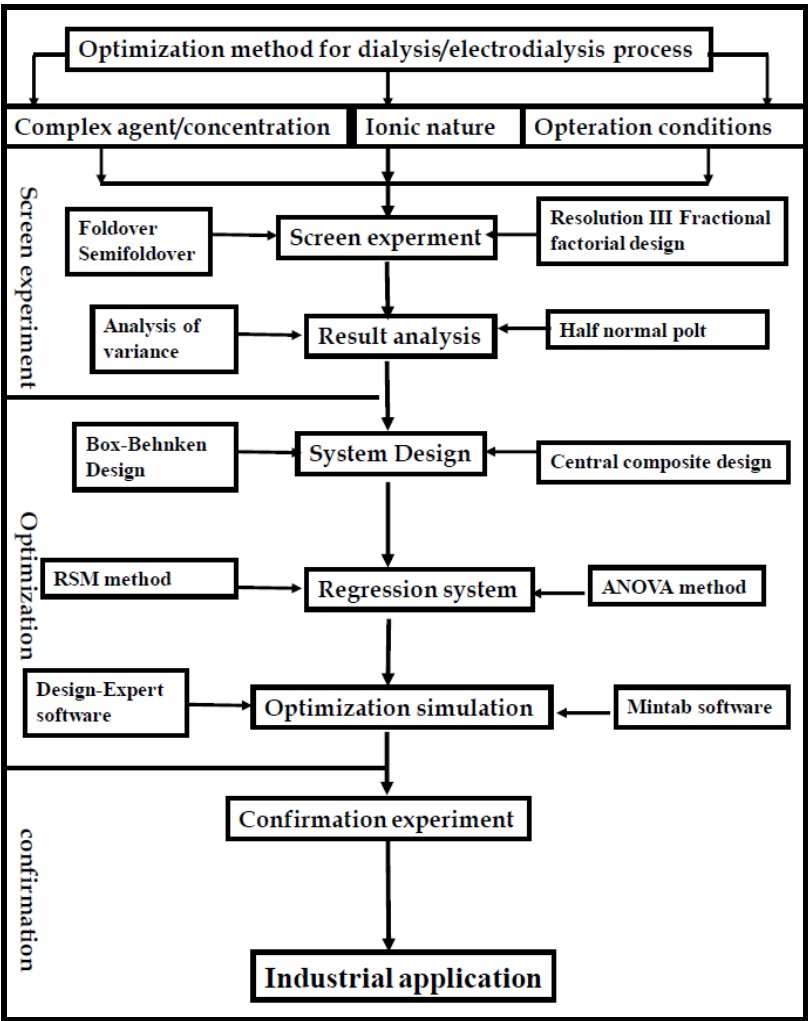 Optimization method for dialysis/electrodialysis process
Complex agent/concentration
Ionic nature
Opteration conditions
Screen experiment
Foldover
Semifoldover
Screen experment
Resolution III Fractional
factorial design
Analysis of
variance
Result analysis
Half normal polt
Optimization
Box-Behnken
Design
System Design
Central composite design
RSM method
Regression system
ANOVA method
Design-Expert
software
Optimization simulation
Mintab software
confirmation
Confirmation experiment
Industrial application